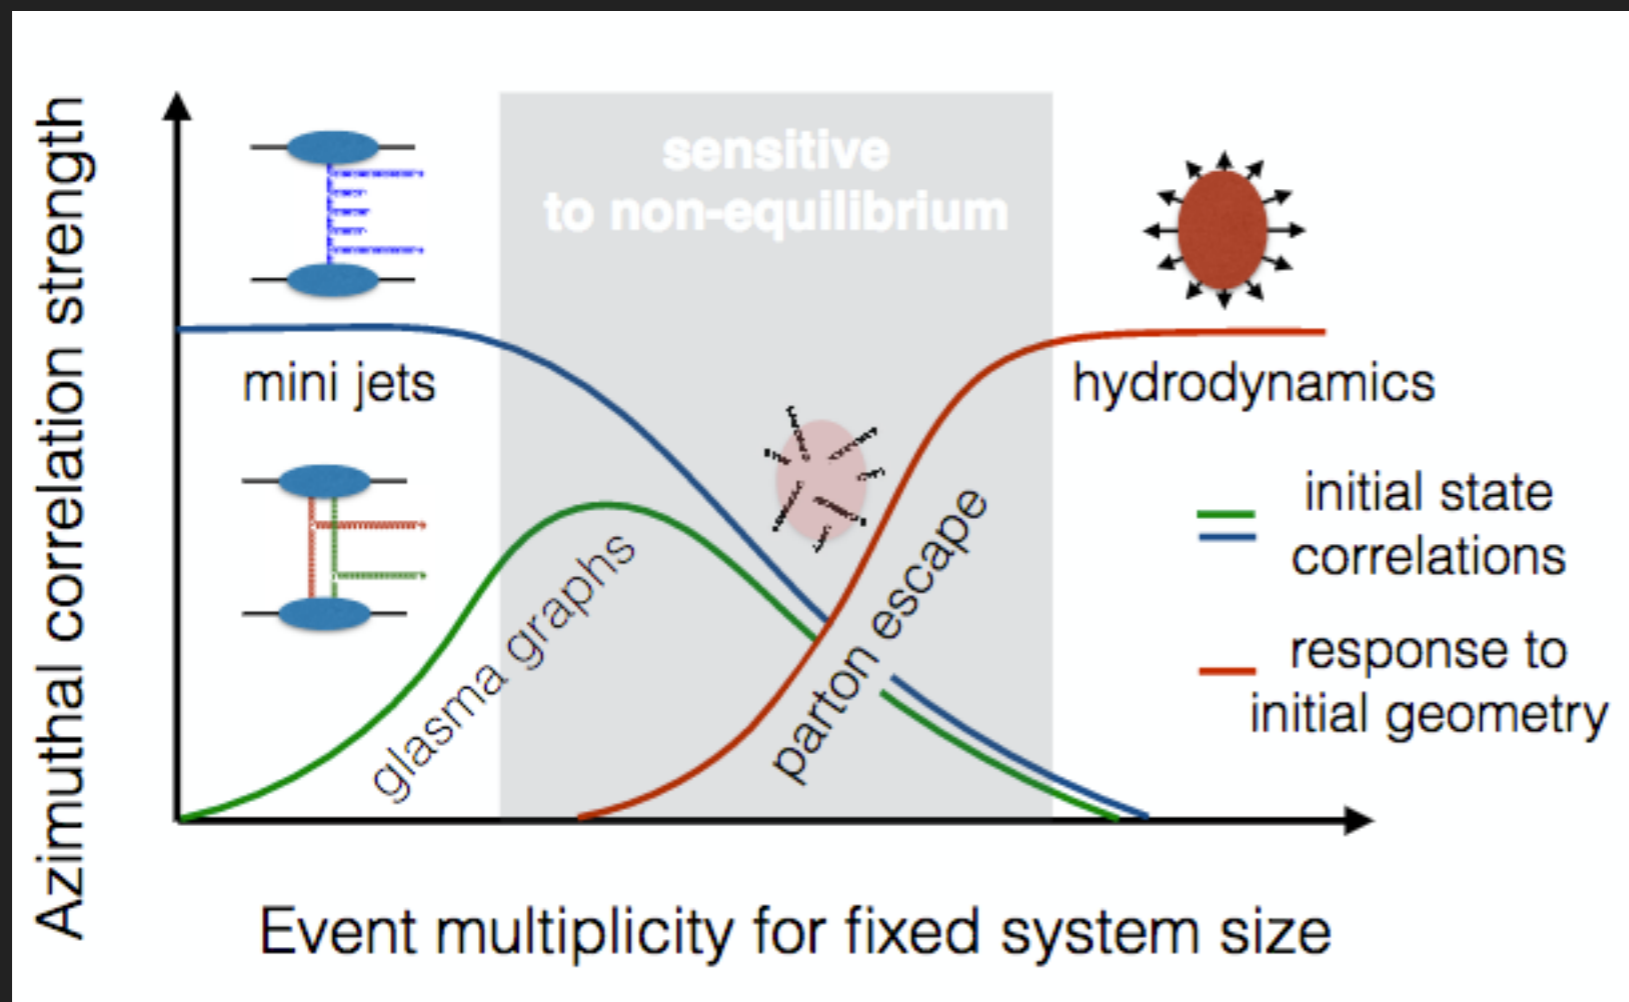 Azimuthal correlation strength
sensitive
to non-equilibrium
mini jets
hydrodynamics
glasma graphs
parton escape
initial state
correlations
response to
initial geometry
Event multiplicity for fixed system size